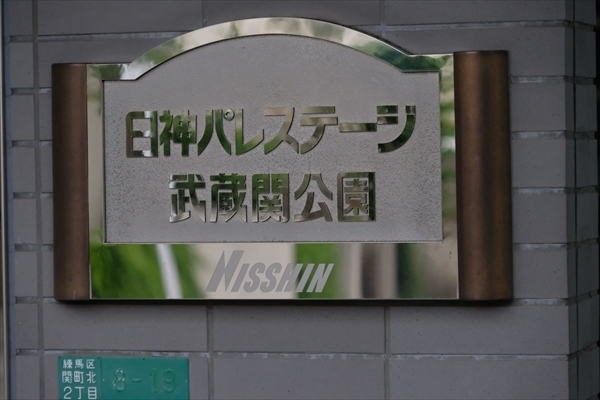 日神パレステージ
武蔵関公園
NISSHIN
練馬区
関町北
2丁目
8-19